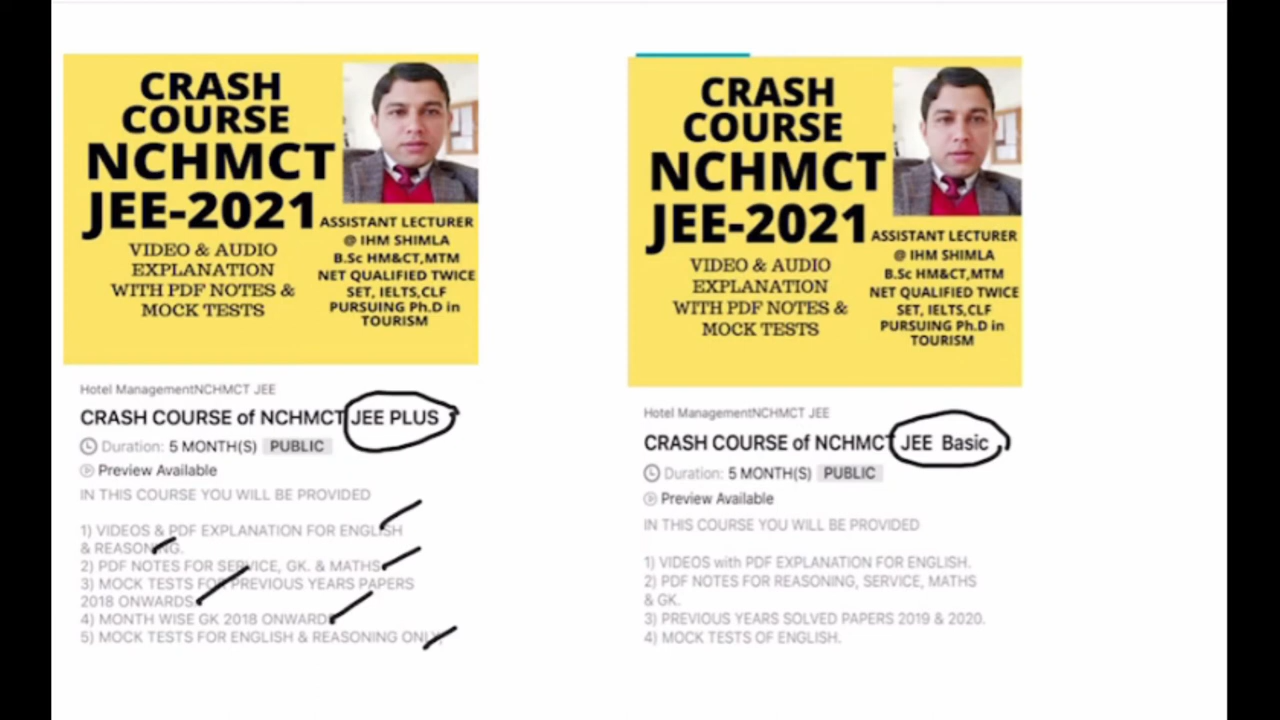 CRASH
COURSE
NCHMCT
JEE-2021
VIDEO & AUDIO
EXPLANATION
WITH PDF NOTES &
MOCK TESTS
ASSISTANT LECTURER
@ IHM SHIMLA
B.Sc HM&CT,MTM
NET QUALIFIED TWICE
SET, IELTS,CLF
PURSUING Ph.D in
TOURISM
Hotel ManagementNCHMCT JEE
CRASH COURSE of NCHMCT JEE PLUS
Duration: 5 MONTH(S) PUBLIC
Preview Available
IN THIS COURSE YOU WILL BE PROVIDED
1) VIDEOS & PDF EXPLANATION FOR ENGLISH
& REASONING.
2) PDF NOTES FOR SERVICE, GK. & MATHS
3) MOCK TESTS FOR PREVIOUS YEARS PAPERS
2018 ONWARDS.
4) MONTH WISE GK 2018 ONWARDS
5) MOCK TESTS FOR ENGLISH & REASONING ONLY,
CRASH
COURSE
NCHMCT
JEE-2021
VIDEO & AUDIO
EXPLANATION
WITH PDF NOTES &
MOCK TESTS
ASSISTANT LECTURER
@ IHM SHIMLA
B.Sc HM&CT,MTM
NET QUALIFIED TWICE
SET, IELTS,CLF
PURSUING Ph.D in
TOURISM
Hotel ManagementNCHMCT JEE
CRASH COURSE of NCHMCT JEE Basic
Duration: 5 MONTH(S) PUBLIC
Preview Available
IN THIS COURSE YOU WILL BE PROVIDED
1) VIDEOS with PDF EXPLANATION FOR ENGLISH.
2) PDF NOTES FOR REASONING, SERVICE, MATHS
& GK.
3) PREVIOUS YEARS SOLVED PAPERS 2019 & 2020.
4) MOCK TESTS OF ENGLISH.